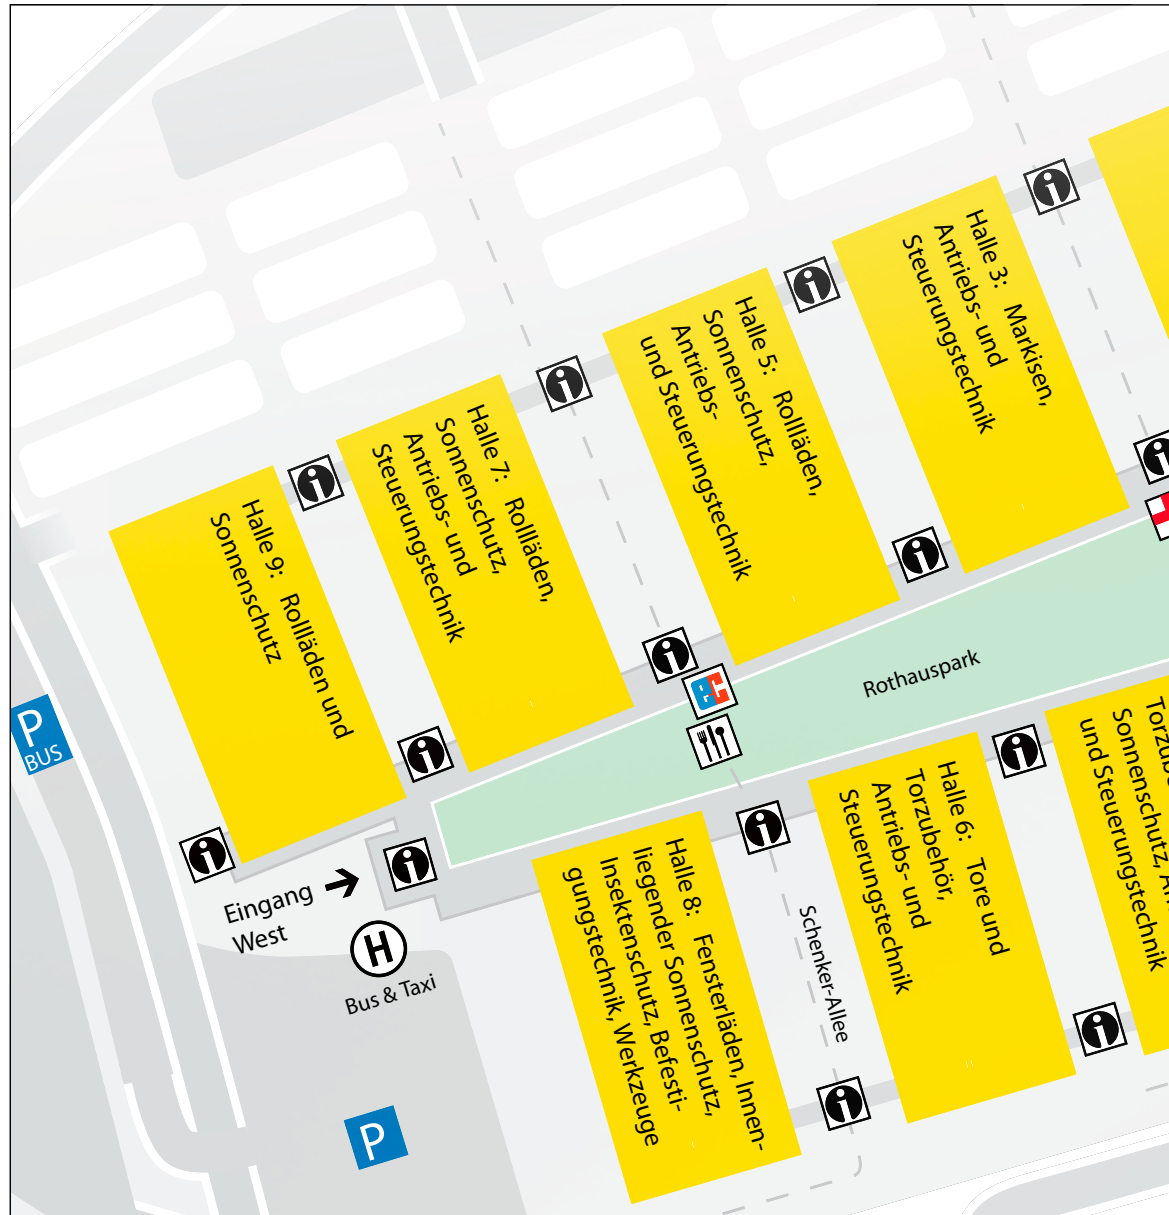 Halle 3: Markisen,
Antriebs- und
Steuerungstechnik
Halle 5: Rollläden,
Sonnenschutz,
Antriebs-
und Steuerungstechnik
Halle 7: Rollläden,
Sonnenschutz,
Antriebs- und
Steuerungstechnik
Halle 9: Rollläden und
Sonnenschutz
Rothauspark
P
BUS
Eingang
West
H
Bus & Taxi
P
Halle 8: Fensterläden, Innen-
liegender Sonnenschutz,
Insektenschutz, Befesti-
gungstechnik, Werkzeuge
Schenker-Allee
Halle 6: Tore und
Torzubehör,
Antriebs- und
Steuerungstechnik
Sonnenschutz,
und Steuerungstechnik